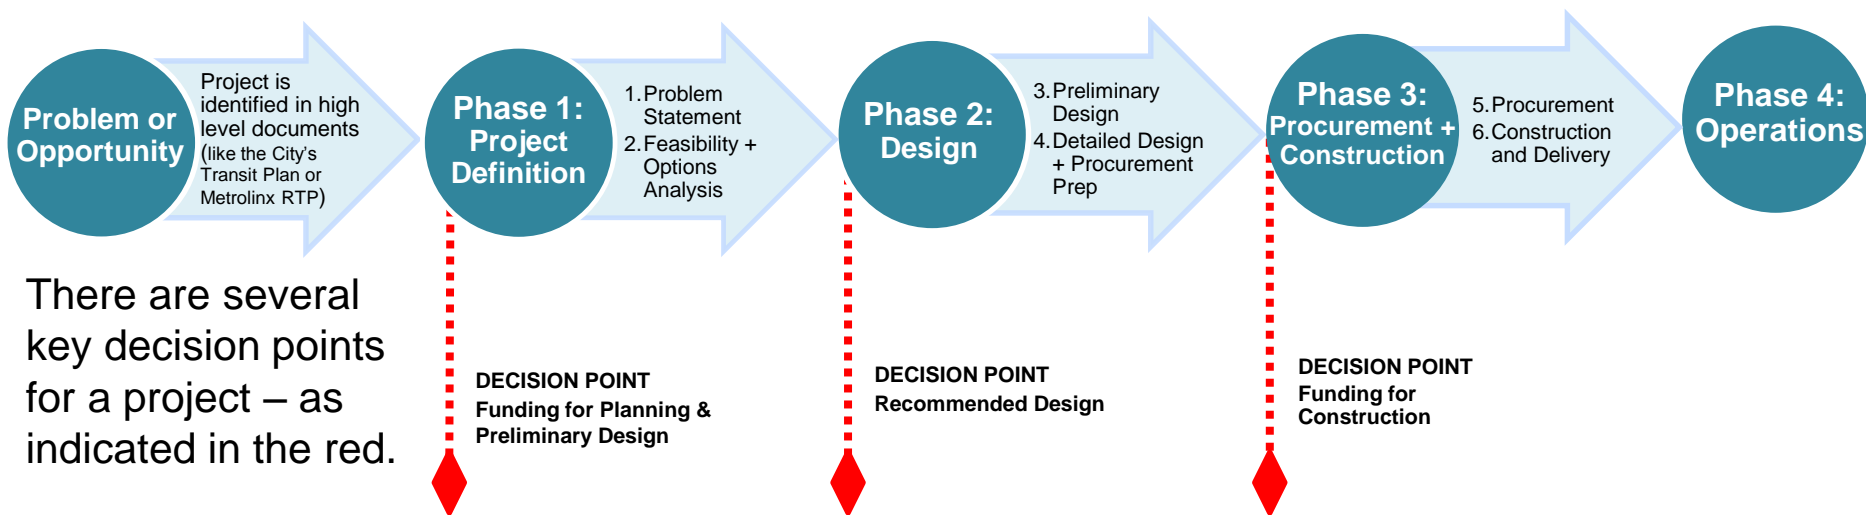 Problem or
Opportunity
Project is
identified in high
level documents
(like the City’s
Transit Plan or
Metrolinx RTP)
Phase 1:
Project
Definition
1.Problem
Statement
2.Feasibility +
Options
Analysis
Phase 2:
Design
3.Preliminary
Design
4.Detailed Design
+ Procurement
Prep
Phase 3:
Procurement +
Construction
5.Procurement
6.Construction
and Delivery
Phase 4:
Operations
There are several
key decision points
for a project – as
indicated in the red.
DECISION POINT
Funding for Planning &
Preliminary Design
DECISION POINT
Recommended Design
DECISION POINT
Funding for
Construction